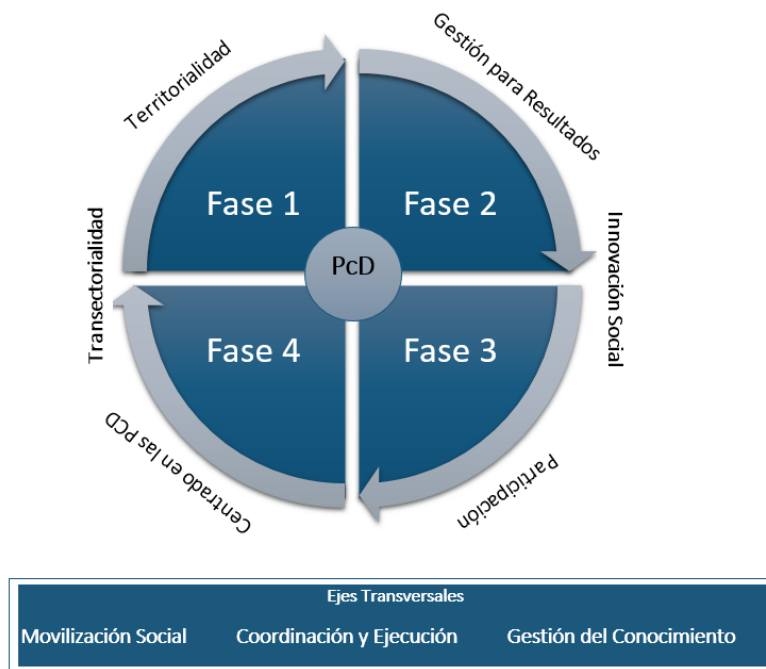 Territorialidad
Gestión para Resultados
Fase 1
Fase 2
PcD
Transectorialidad
Innovación Social
Fase 4
Fase 3
Centrado en las PCD
Participación
Ejes Transversales
Movilización Social
Coordinación y Ejecución
Gestión del Conocimiento